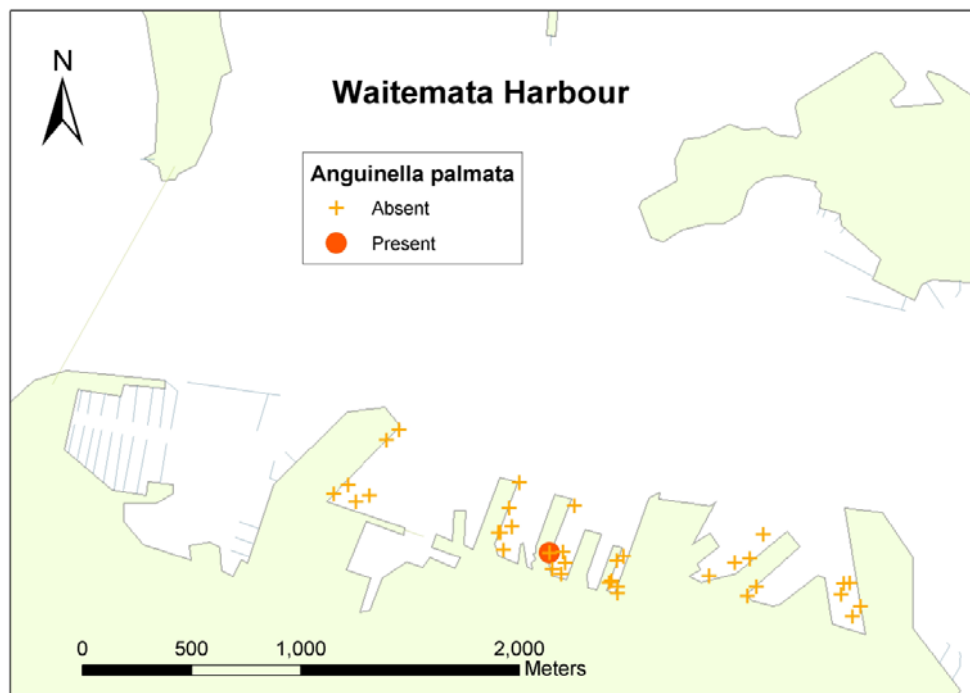 N
Waitemata Harbour
Anguinella palmata
Absent
Present
0 500 1,000 2,000
Meters